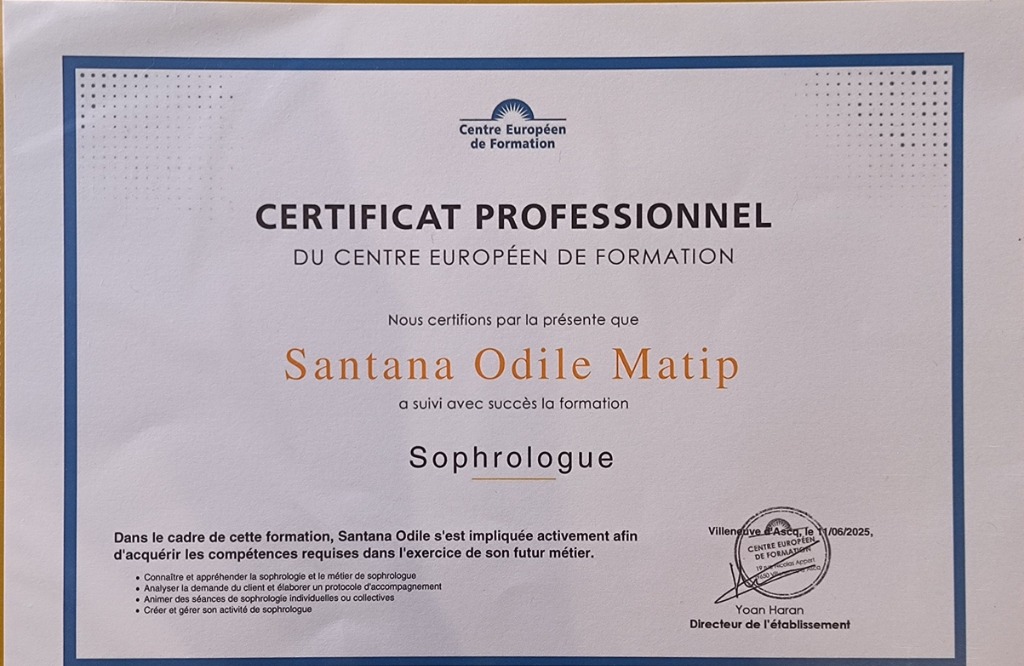 Centre Européen
de Formation
CERTIFICAT PROFESSIONNEL
DU CENTRE EUROPÉEN DE FORMATION
Nous certifions par la présente que
Santana Odile Matip
a suivi avec succès la formation
Sophrologue
Dans le cadre de cette formation, Santana Odile s'est impliquée activement afin
d'acquérir les compétences requises dans l'exercice de son futur métier.
• Connaître et appréhender la sophrologie et le métier de sophrologue
• Analyser la demande du client et élaborer un protocole d'accompagnement
• Animer des séances de sophrologie individuelles ou collectives
• Créer et gérer son activité de sophrologue
Villeneuve d'Ascq, le 11/06/2025,
CENTRE EUROPÉEN
DE FORMATION
Nicolas Appert
Yoan Haran
Directeur de l'établissement